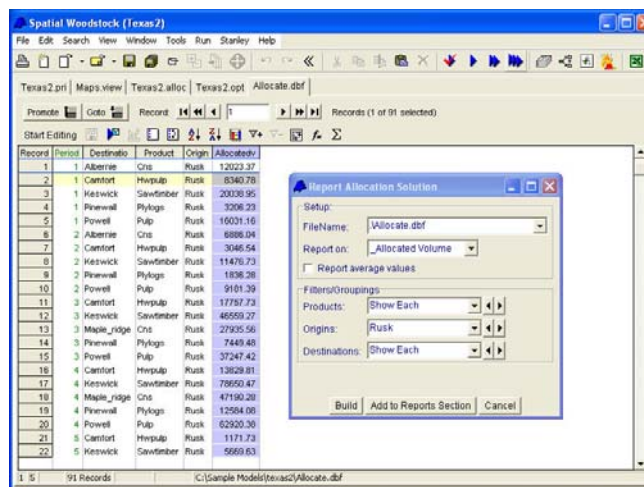 Spatial Woodstock (Texas2)
File Edit Search View Window Tools Run Stanley Help
Texas2.pri Maps.view Texas2.alloc Texas2.opt Allocate.dbf
Promote Goto Record: 1 Records (1 of 91 selected)
Start Editing
Record Period Destinatio Product Origin Allocatedv
1 1 Albernie Cns Rusk 12023.37
2 1 Camfort Hwpulp Rusk 8340.78
3 1 Keswick Sawtimber Rusk 20038.95
4 1 Pinewall Plylogs Rusk 3206.23
5 1 Powell Pulp Rusk 16031.16
6 2 Albernie Cns Rusk 6886.04
7 2 Camfort Hwpulp Rusk 3046.54
8 2 Keswick Sawtimber Rusk 11476.73
9 2 Pinewall Plylogs Rusk 1836.28
10 2 Powell Pulp Rusk 9181.39
11 3 Camfort Hwpulp Rusk 17757.73
12 3 Keswick Sawtimber Rusk 46559.27
13 3 Maple_ridge Cns Rusk 27935.56
14 3 Pinewall Plylogs Rusk 7449.48
15 3 Powell Pulp Rusk 37247.42
16 4 Camfort Hwpulp Rusk 13829.81
17 4 Keswick Sawtimber Rusk 78650.47
18 4 Maple_ridge Cns Rusk 47190.28
19 4 Pinewall Plylogs Rusk 12584.08
20 4 Powell Pulp Rusk 62920.38
21 5 Camfort Hwpulp Rusk 1171.73
22 5 Keswick Sawtimber Rusk 5669.63
Report Allocation Solution
Setup:
FileName: .\Allocate.dbf
Report on: _Allocated Volume
Report average values
Filters/Groupings
Products: Show Each
Origins: Rusk
Destinations: Show Each
Build Add to Reports Section Cancel
1 5 91 Records C:\Sample Models\texas2\Allocate.dbf